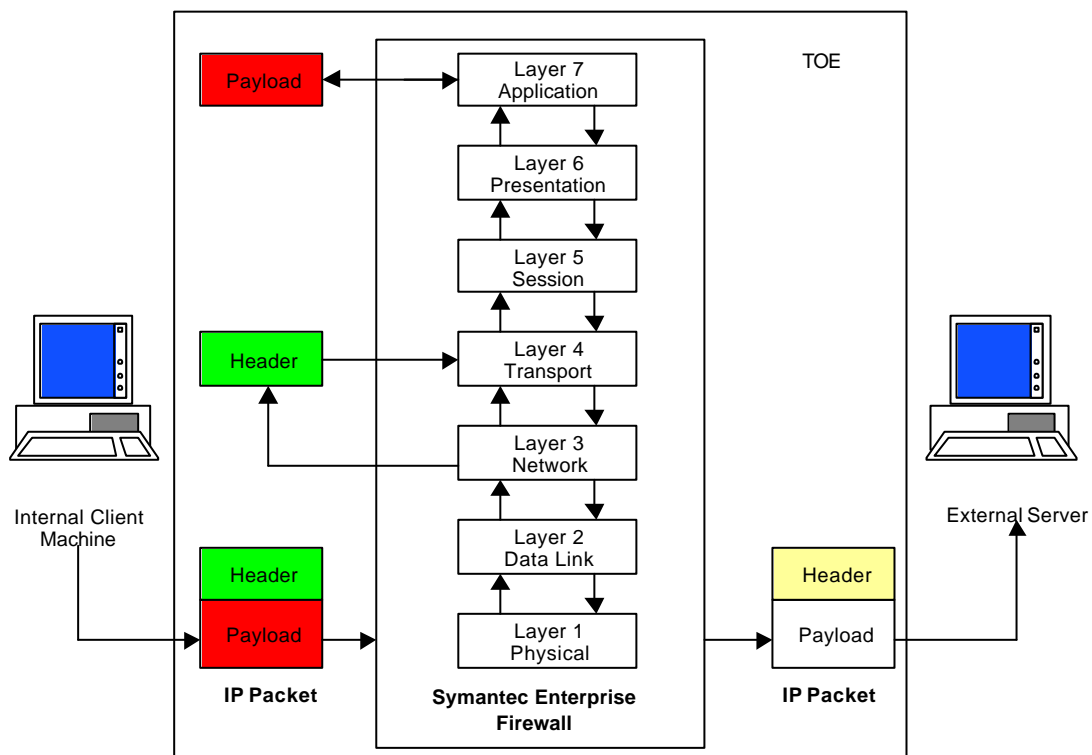 TOE
Payload
Layer 7
Application
Layer 6
Presentation
Layer 5
Session
Header
Layer 4
Transport
Layer 3
Network
Internal Client
Machine
External Server
Layer 2
Data Link
Header
Payload
Layer 1
Physical
Header
Payload
IP Packet
Symantec Enterprise
Firewall
IP Packet